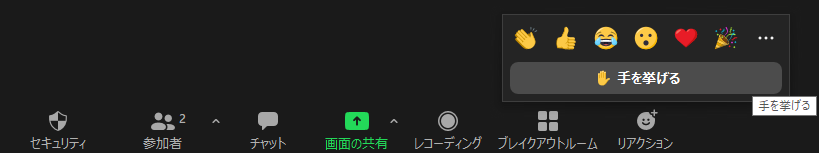 手を挙げる
手を挙げる
セキュリティ
2
参加者
チャット
画面の共有
レコーディング
ブレイクアウトルーム
リアクション